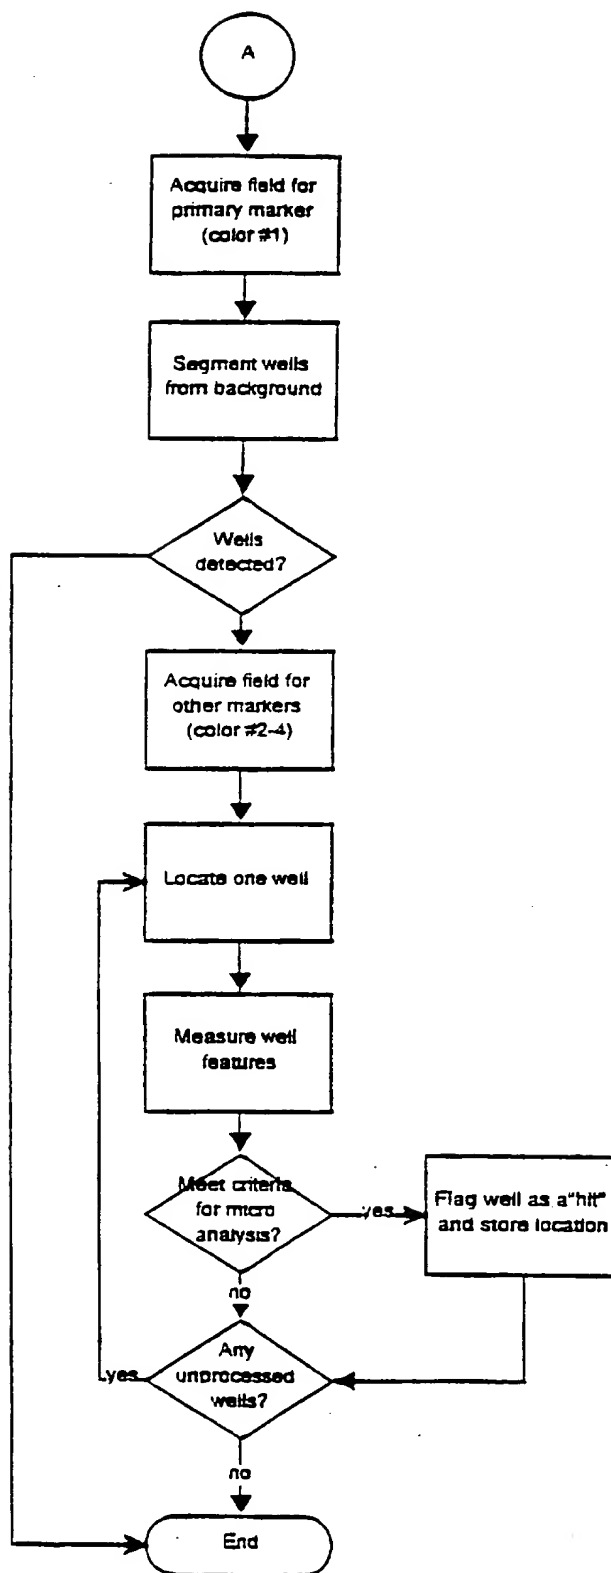 A
Acquire field for
primary marker
(color #1)
Segment wells
from background
Wells
detected?
Acquire field for
other markers
(color #2-4)
Locate one well
Measure well
features
Meet criteria
for micro
analysis?
yes
Flag well as a "hit"
and store location
no
Any
unprocessed
wells?
yes
no
End